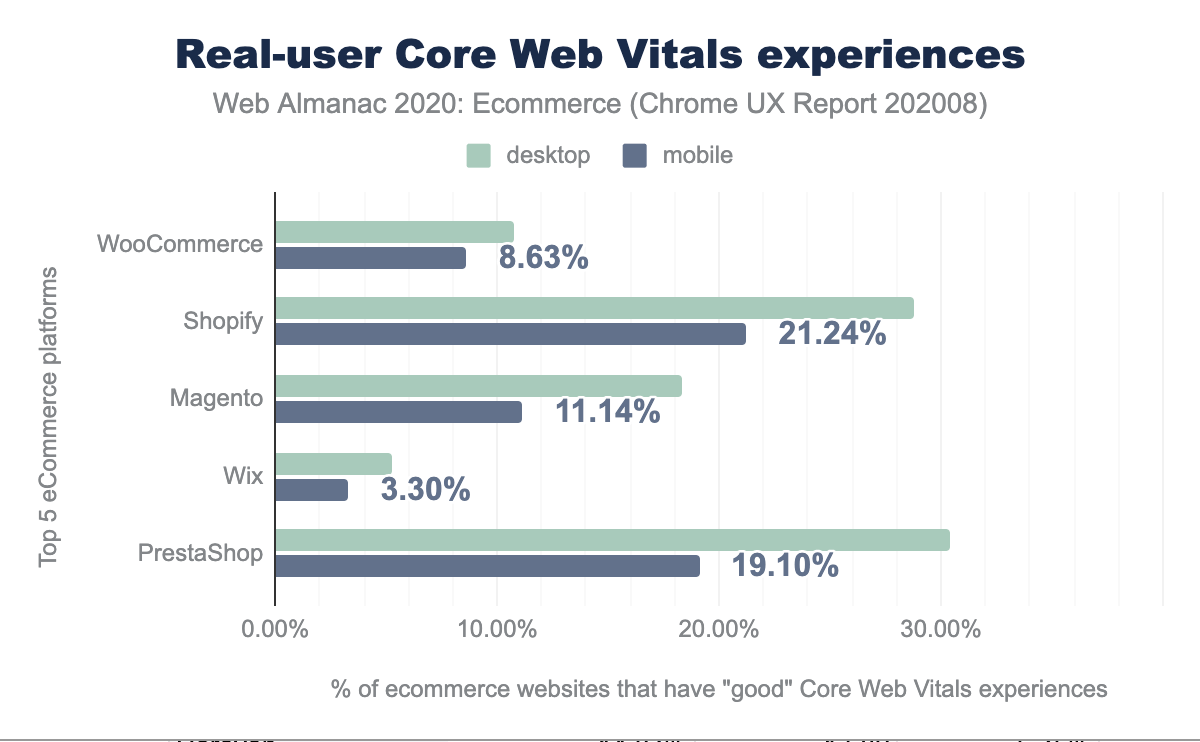 Real-user Core Web Vitals experiences
Web Almanac 2020: Ecommerce (Chrome UX Report 202008)
desktop
mobile
Top 5 eCommerce platforms
WooCommerce
8.63%
Shopify
21.24%
Magento
11.14%
Wix
3.30%
PrestaShop
19.10%
0.00% 10.00% 20.00% 30.00%
% of ecommerce websites that have "good" Core Web Vitals experiences